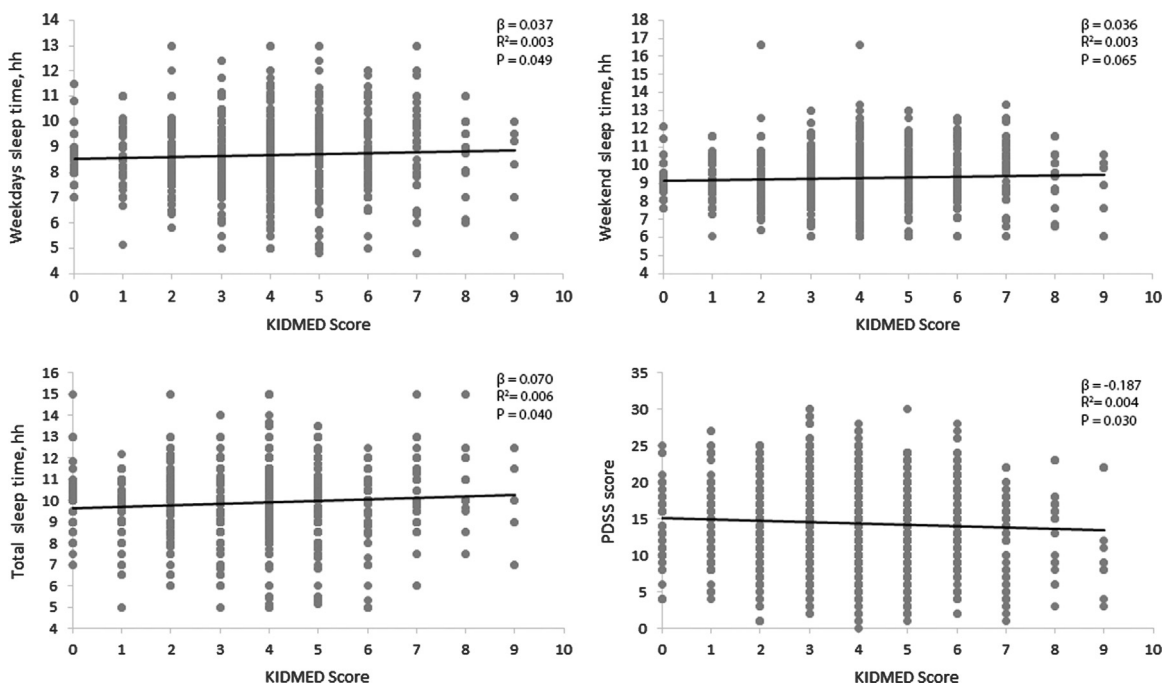 Weekdays sleep time, hh
14
13
12
11
10
9
8
7
6
5
4
β = 0.037
R²= 0.003
P = 0.049
0 1 2 3 4 5 6 7 8 9 10
KIDMED Score
Weekend sleep time, hh
18
17
16
15
14
13
12
11
10
9
8
7
6
5
4
β = 0.036
R²= 0.003
P = 0.065
0 1 2 3 4 5 6 7 8 9 10
KIDMED Score
Total sleep time, hh
16
15
14
13
12
11
10
9
8
7
6
5
4
β = 0.070
R²= 0.006
P = 0.040
0 1 2 3 4 5 6 7 8 9 10
KIDMED Score
PDSS score
35
30
25
20
15
10
5
0
β = -0.187
R²= 0.004
P = 0.030
0 1 2 3 4 5 6 7 8 9 10
KIDMED Score